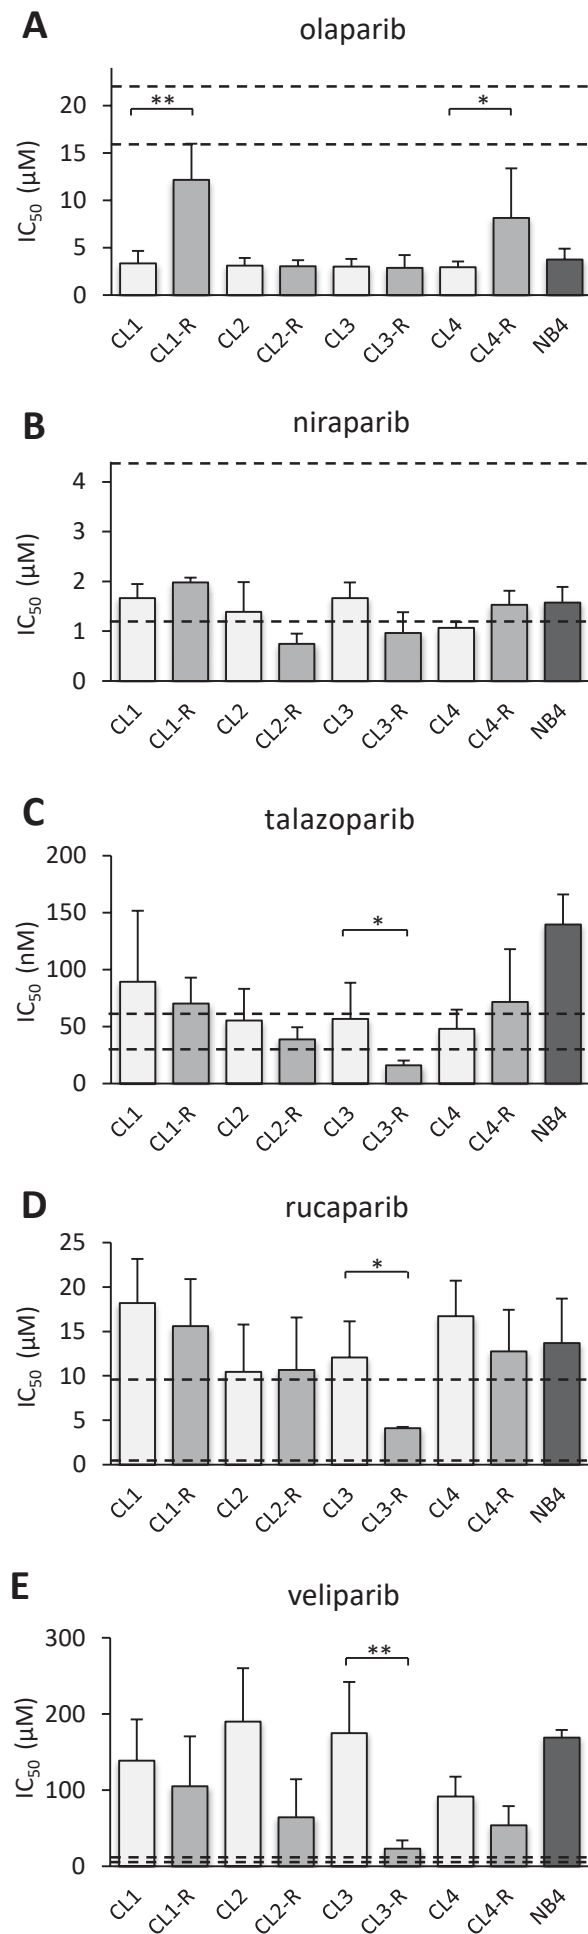 A
olaparib
IC50 (µM)
20
15
10
5
0
**
*
CL1
CL1-R
CL2
CL2-R
CL3
CL3-R
CL4
CL4-R
NB4
B
niraparib
IC50 (µM)
4
3
2
1
0
CL1
CL1-R
CL2
CL2-R
CL3
CL3-R
CL4
CL4-R
NB4
C
talazoparib
IC50 (nM)
200
150
100
50
0
*
CL1
CL1-R
CL2
CL2-R
CL3
CL3-R
CL4
CL4-R
NB4
D
rucaparib
IC50 (µM)
25
20
15
10
5
0
*
CL1
CL1-R
CL2
CL2-R
CL3
CL3-R
CL4
CL4-R
NB4
E
veliparib
IC50 (µM)
300
200
100
0
**
CL1
CL1-R
CL2
CL2-R
CL3
CL3-R
CL4
CL4-R
NB4